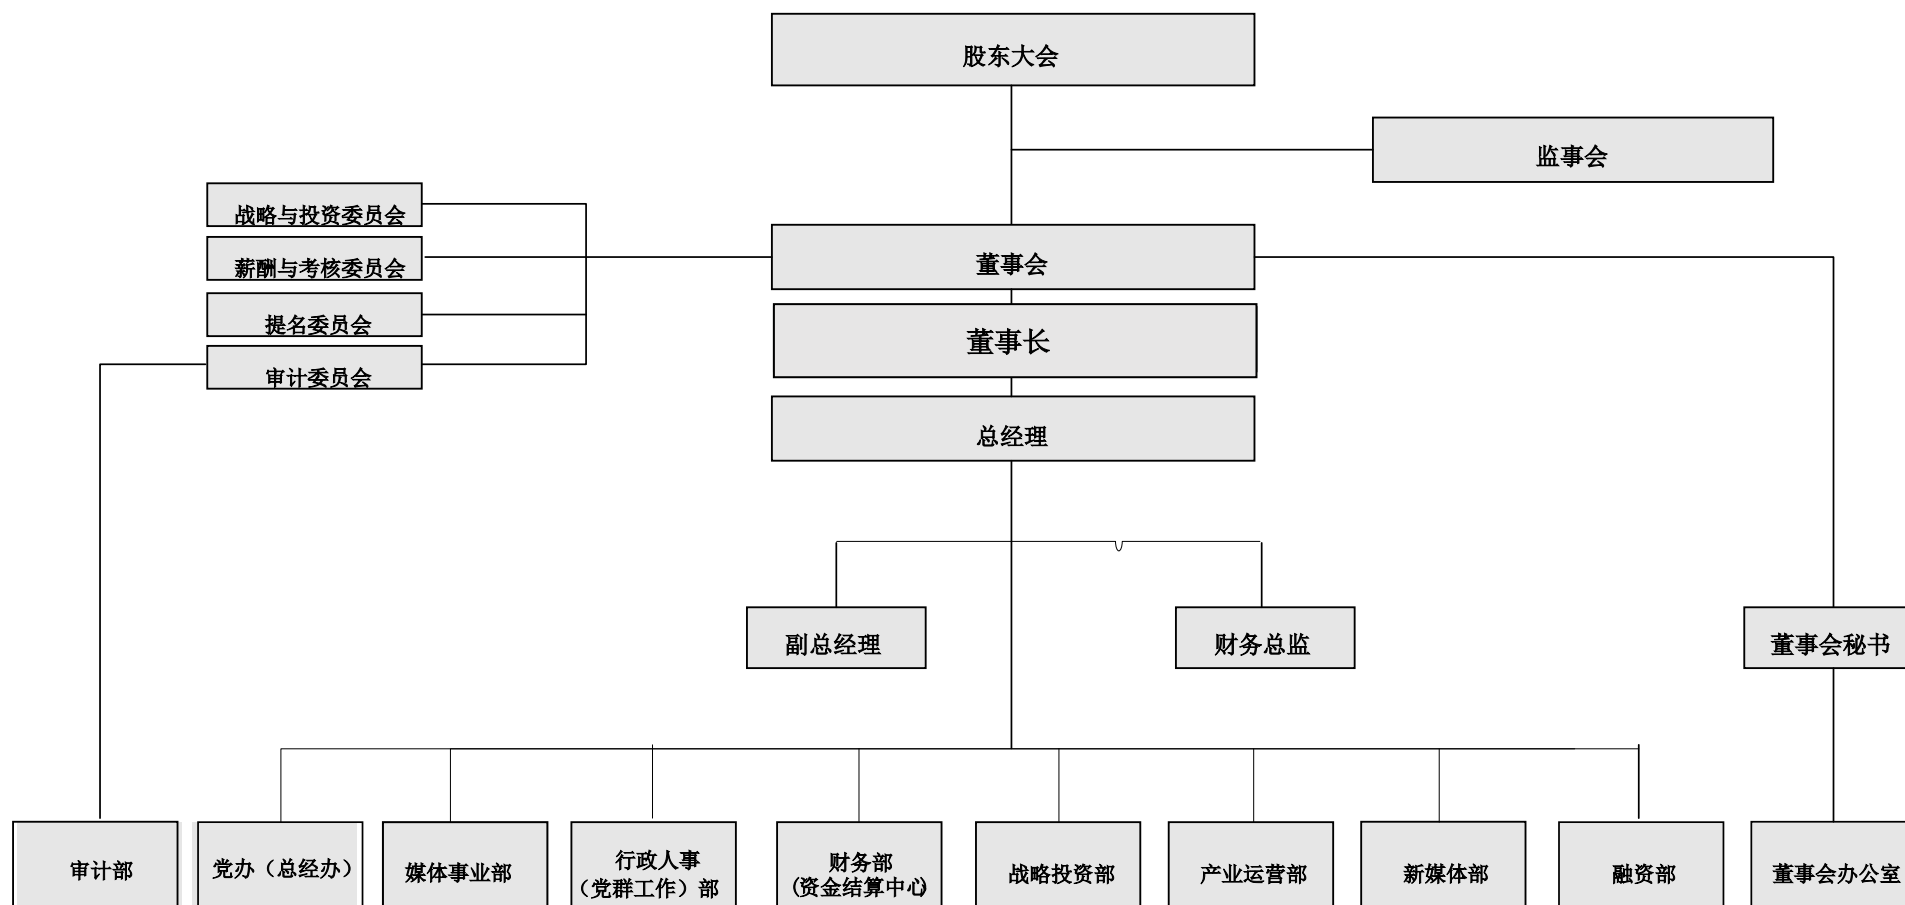 股东大会
监事会
战略与投资委员会
薪酬与考核委员会
提名委员会
审计委员会
董事会
董事长
总经理
副总经理
财务总监
董事会秘书
审计部
党办（总经办）
媒体事业部
行政人事
（党群工作）部
财务部
(资金结算中心)
战略投资部
产业运营部
新媒体部
融资部
董事会办公室